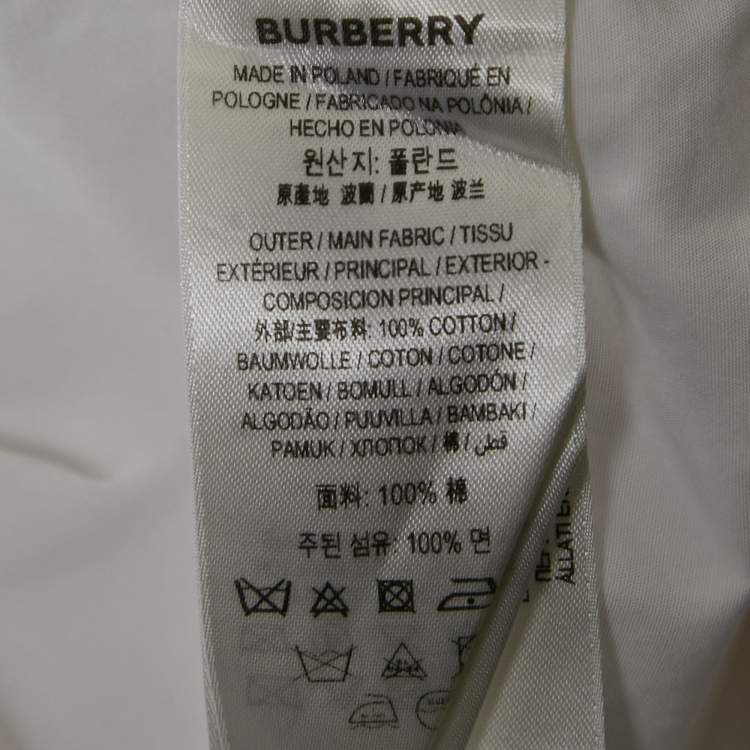 BURBERRY
MADE IN POLAND / FABRIQUÉ EN
POLOGNE / FABRICADO NA POLÔNIA /
HECHO EN POLONIA
원산지: 폴란드
原產地 波蘭 / 原产地 波兰
OUTER / MAIN FABRIC / TISSU
EXTÉRIEUR / PRINCIPAL / EXTERIOR -
COMPOSICION PRINCIPAL /
外部/主要布料: 100% COTTON /
BAUMWOLLE / COTON / COTONE /
KATOEN / BOMULL / ALGODÓN /
ALGODÃO / PUUVILLA / BAMBAKI /
PAMUK / ХЛОПОК / 棉 / قطن
面料: 100% 棉
주된 섬유: 100% 면